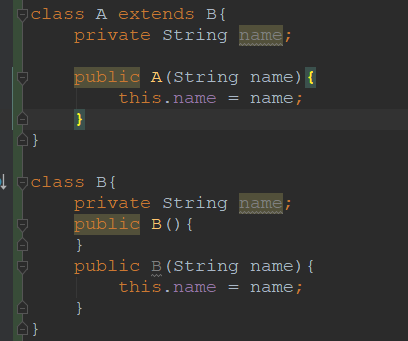 class A extends B{
private String name;
public A(String name){
this.name = name;
}
}
class B{
private String name;
public B(){
}
public B(String name){
this.name = name;
}
}